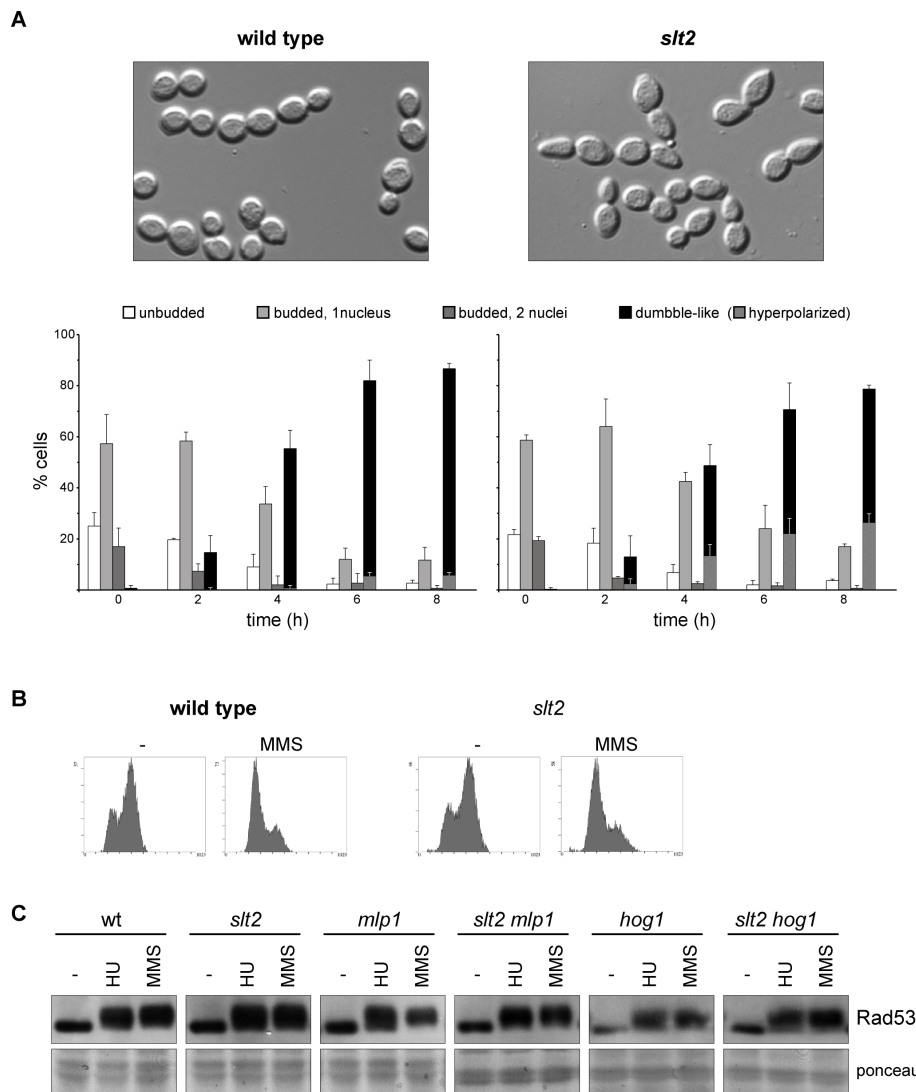 A
wild type
slt2
unbudded
budded, 1nucleus
budded, 2 nuclei
dumbble-like (hyperpolarized)
100
80
60
40
20
% cells
0 2 4 6 8
0 2 4 6 8
time (h)
time (h)
B
wild type
slt2
-
MMS
-
MMS
C
wt
slt2
mlp1
slt2 mlp1
hog1
slt2 hog1
- HU MMS
- HU MMS
- HU MMS
- HU MMS
- HU MMS
- HU MMS
Rad53
ponceau